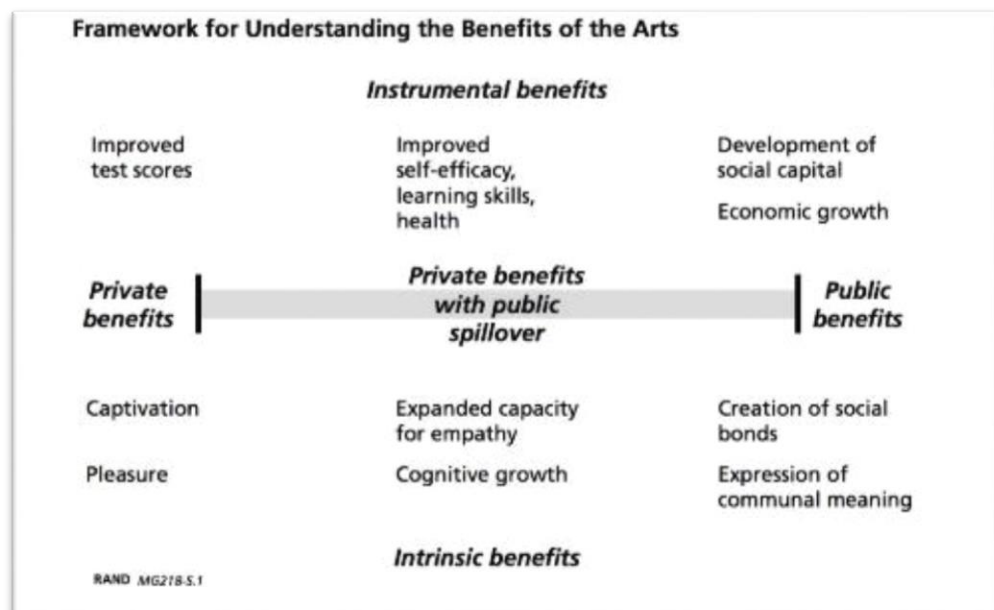 Framework for Understanding the Benefits of the Arts
Instrumental benefits
Improved
test scores
Improved
self-efficacy,
learning skills,
health
Development of
social capital
Economic growth
Private
benefits
Private benefits
with public
spillover
Public
benefits
Captivation
Pleasure
Expanded capacity
for empathy
Cognitive growth
Creation of social
bonds
Expression of
communal meaning
Intrinsic benefits
RAND MG218-S.1